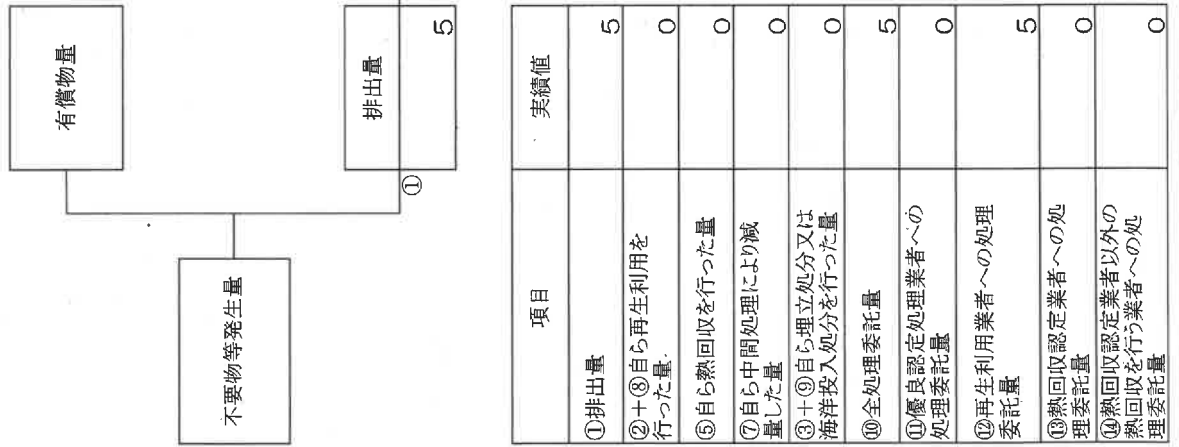 有償物量
不要物等発生量
排出量
①
5
項目
実績値
①排出量
5
②+⑧自ら再生利用を
行った量
0
⑤自ら熱回収を行った量
0
⑦自ら中間処理により減
量した量
0
③+⑨自ら埋立処分又は
海洋投入処分を行った量
0
⑩全処理委託量
5
⑪優良認定処理業者への
処理委託量
0
⑫再生利用業者への処理
委託量
5
⑬熱回収認定業者への処
理委託量
0
⑭熱回収認定業者以外の
熱回収を行う業者への処
理委託量
0